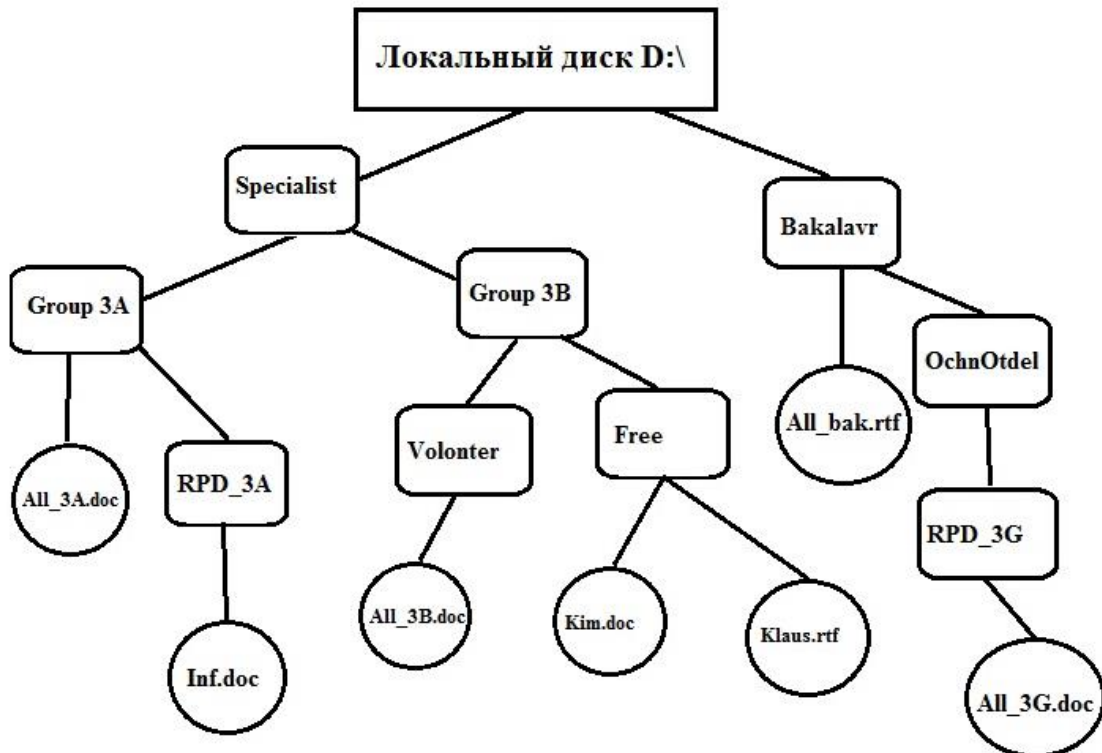 Локальный диск D:\
Specialist
Bakalavr
Group 3A
Group 3B
OchnOtdel
All_bak.rtf
Volonter
Free
All_3A.doc
RPD_3A
RPD_3G
All_3B.doc
Kim.doc
Klaus.rtf
Inf.doc
All_3G.doc